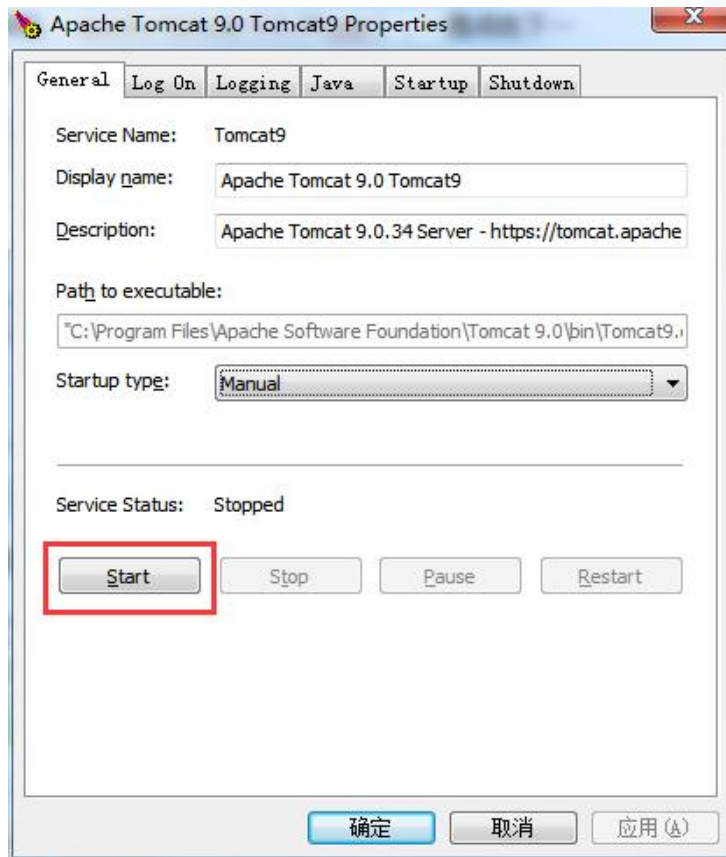 Apache Tomcat 9.0 Tomcat9 Properties
General Log On Logging Java Startup Shutdown
Service Name: Tomcat9
Display name: Apache Tomcat 9.0 Tomcat9
Description: Apache Tomcat 9.0.34 Server - https://tomcat.apache
Path to executable:
"C:\Program Files\Apache Software Foundation\Tomcat 9.0\bin\Tomcat9.
Startup type: Manual
Service Status: Stopped
Start Stop Pause Restart
确定 取消 应用(A)